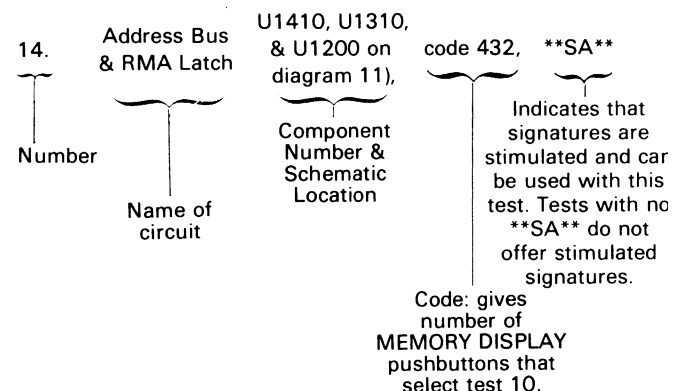 14.
Address Bus
& RMA Latch
U1410, U1310,
& U1200 on
diagram 11),
code 432,
**SA**
Number
Name of
circuit
Component
Number &
Schematic
Location
Code: gives
number of
MEMORY DISPLAY
pushbuttons that
select test 10.
Indicates that
signatures are
stimulated and car
be used with this
test. Tests with no
**SA** do not
offer stimulated
signatures.